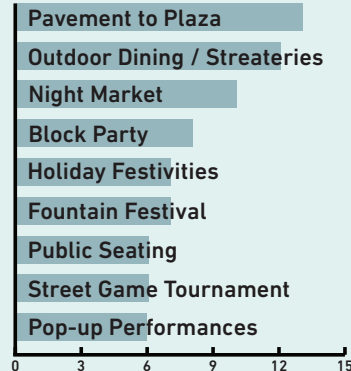 Pavement to Plaza
Outdoor Dining / Streateries
Night Market
Block Party
Holiday Festivities
Fountain Festival
Public Seating
Street Game Tournament
Pop-up Performances
0 3 6 9 12 15